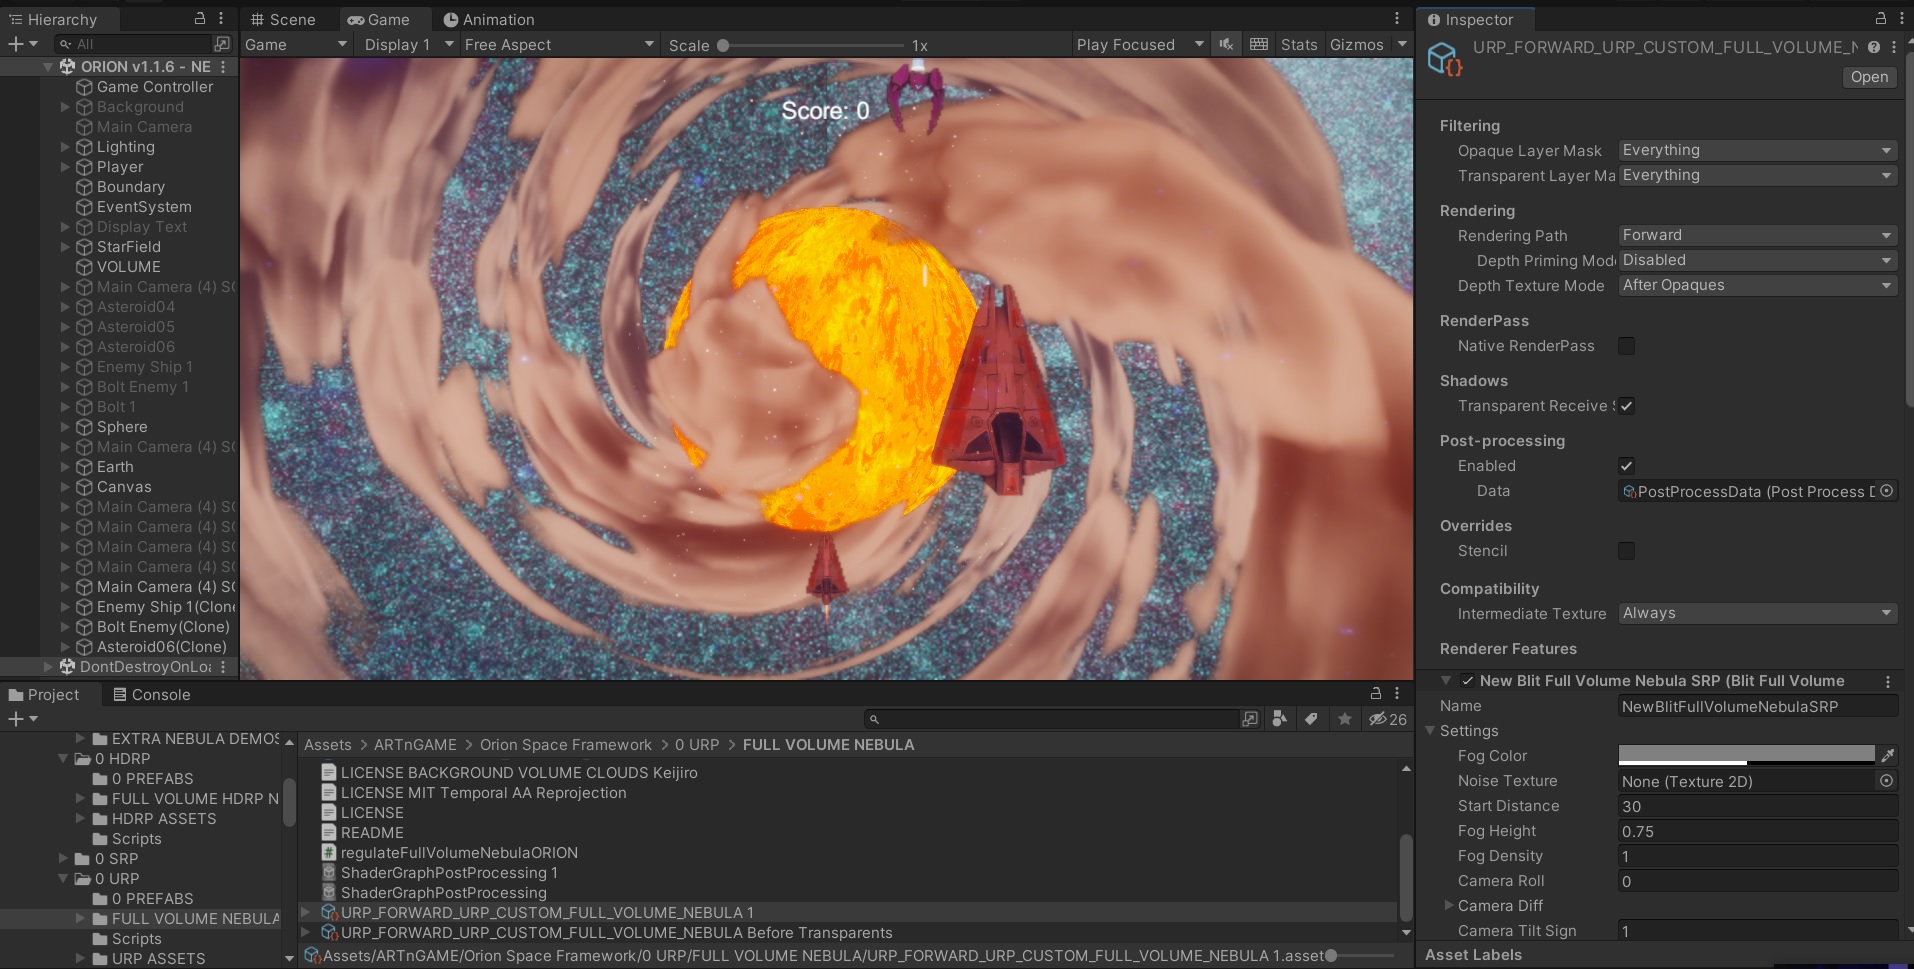 Hierarchy
All
ORION v1.1.6 - NE
Game Controller
Background
Main Camera
Lighting
Player
Boundary
EventSystem
Display Text
StarField
VOLUME
Main Camera (4) S
Asteroid04
Asteroid05
Asteroid06
Enemy Ship 1
Bolt Enemy 1
Bolt 1
Sphere
Main Camera (4) S
Earth
Canvas
Main Camera (4) S
Main Camera (4) S
Main Camera (4) S
Main Camera (4) S
Main Camera (4) S
Enemy Ship 1(Clone
Bolt Enemy(Clone)
Asteroid06(Clone)
DontDestroyOnLoa
Scene Game Animation
Game Display 1 Free Aspect Scale 1x Play Focused Stats Gizmos
Score: 0
Project Console
26
EXTRA NEBULA DEMOS
0 HDRP
0 PREFABS
FULL VOLUME HDRP N
HDRP ASSETS
Scripts
0 SRP
0 URP
0 PREFABS
FULL VOLUME NEBULA
Scripts
URP ASSETS
Assets > ARTnGAME > Orion Space Framework > 0 URP > FULL VOLUME NEBULA
LICENSE BACKGROUND VOLUME CLOUDS Keijiro
LICENSE MIT Temporal AA Reprojection
LICENSE
README
regulateFullVolumeNebulaORION
ShaderGraphPostProcessing 1
ShaderGraphPostProcessing
URP_FORWARD_URP_CUSTOM_FULL_VOLUME_NEBULA 1
URP_FORWARD_URP_CUSTOM_FULL_VOLUME_NEBULA Before Transparents
Assets/ARTnGAME/Orion Space Framework/0 URP/FULL VOLUME NEBULA/URP_FORWARD_URP_CUSTOM_FULL_VOLUME_NEBULA 1.asset
Inspector
URP_FORWARD_URP_CUSTOM_FULL_VOLUME_N
Open
Filtering
Opaque Layer Mask Everything
Transparent Layer Ma Everything
Rendering
Rendering Path Forward
Depth Priming Mod Disabled
Depth Texture Mode After Opaques
RenderPass
Native RenderPass
Shadows
Transparent Receive S
Post-processing
Enabled
Data PostProcessData (Post Process D
Overrides
Stencil
Compatibility
Intermediate Texture Always
Renderer Features
New Blit Full Volume Nebula SRP (Blit Full Volume
Name NewBlitFullVolumeNebulaSRP
Settings
Fog Color
Noise Texture None (Texture 2D)
Start Distance 30
Fog Height 0.75
Fog Density 1
Camera Roll 0
Camera Diff
Camera Tilt Sign 1
Asset Labels